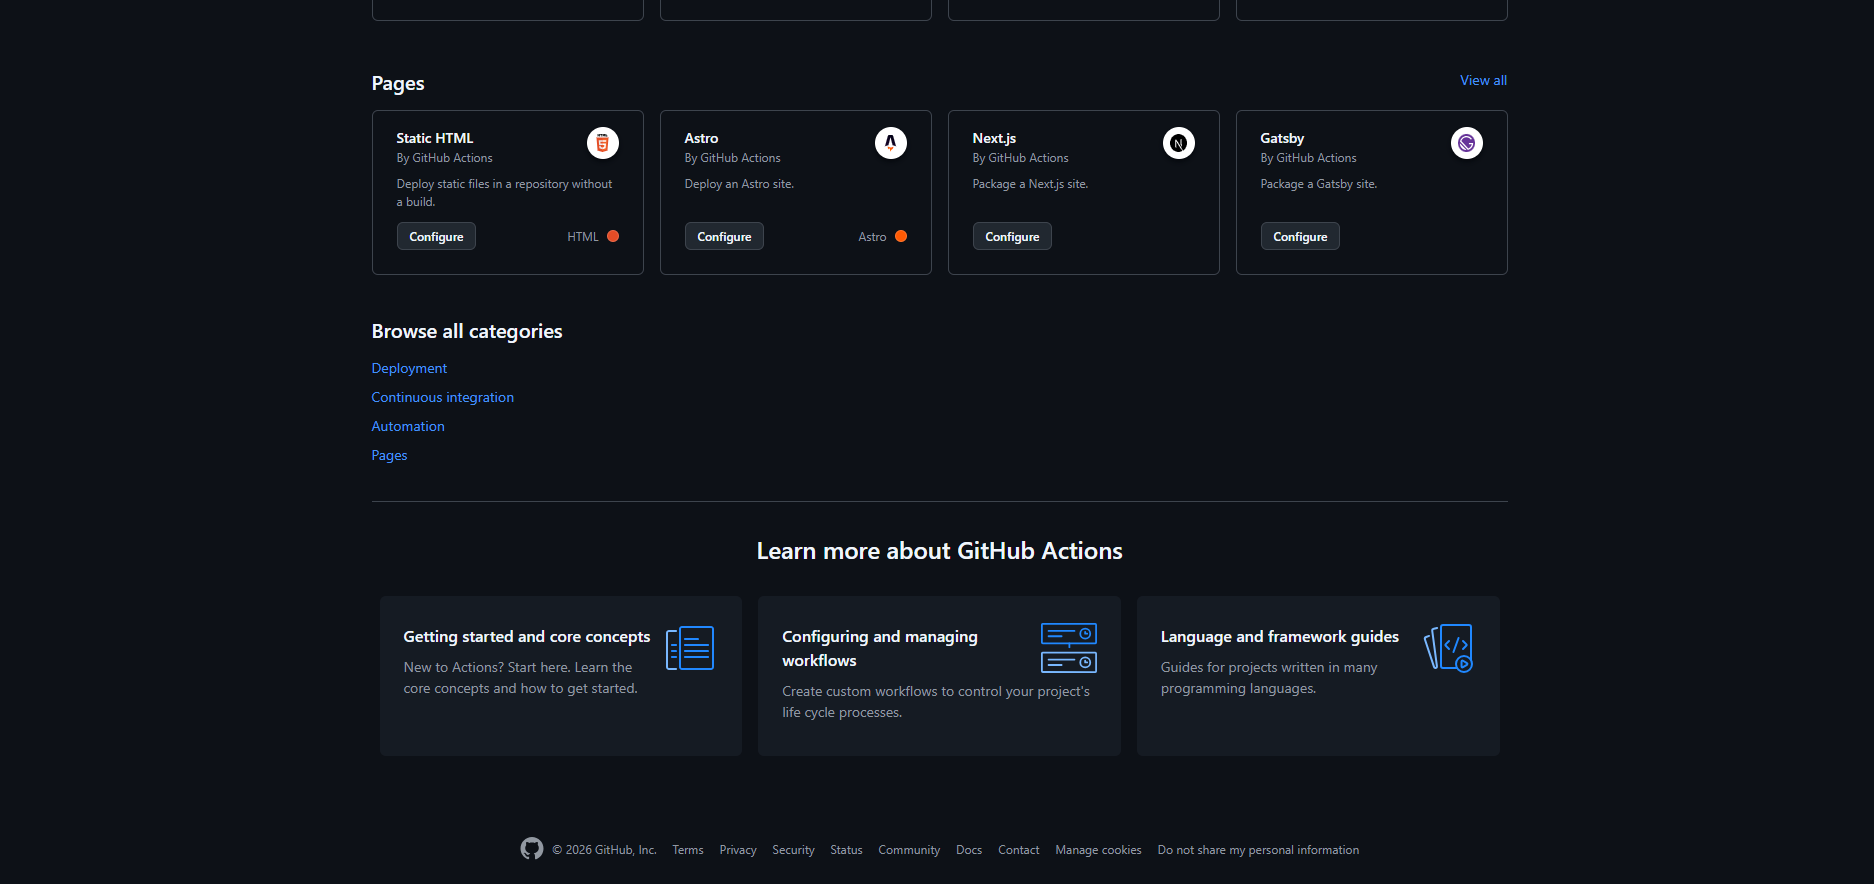 Pages
View all
Static HTML
By GitHub Actions
Deploy static files in a repository without
a build.
Configure
HTML
Astro
By GitHub Actions
Deploy an Astro site.
Configure
Astro
Next.js
By GitHub Actions
Package a Next.js site.
Configure
Gatsby
By GitHub Actions
Package a Gatsby site.
Configure
Browse all categories
Deployment
Continuous integration
Automation
Pages
Learn more about GitHub Actions
Getting started and core concepts
New to Actions? Start here. Learn the
core concepts and how to get started.
Configuring and managing
workflows
Create custom workflows to control your project's
life cycle processes.
Language and framework guides
Guides for projects written in many
programming languages.
© 2026 GitHub, Inc. Terms Privacy Security Status Community Docs Contact Manage cookies Do not share my personal information